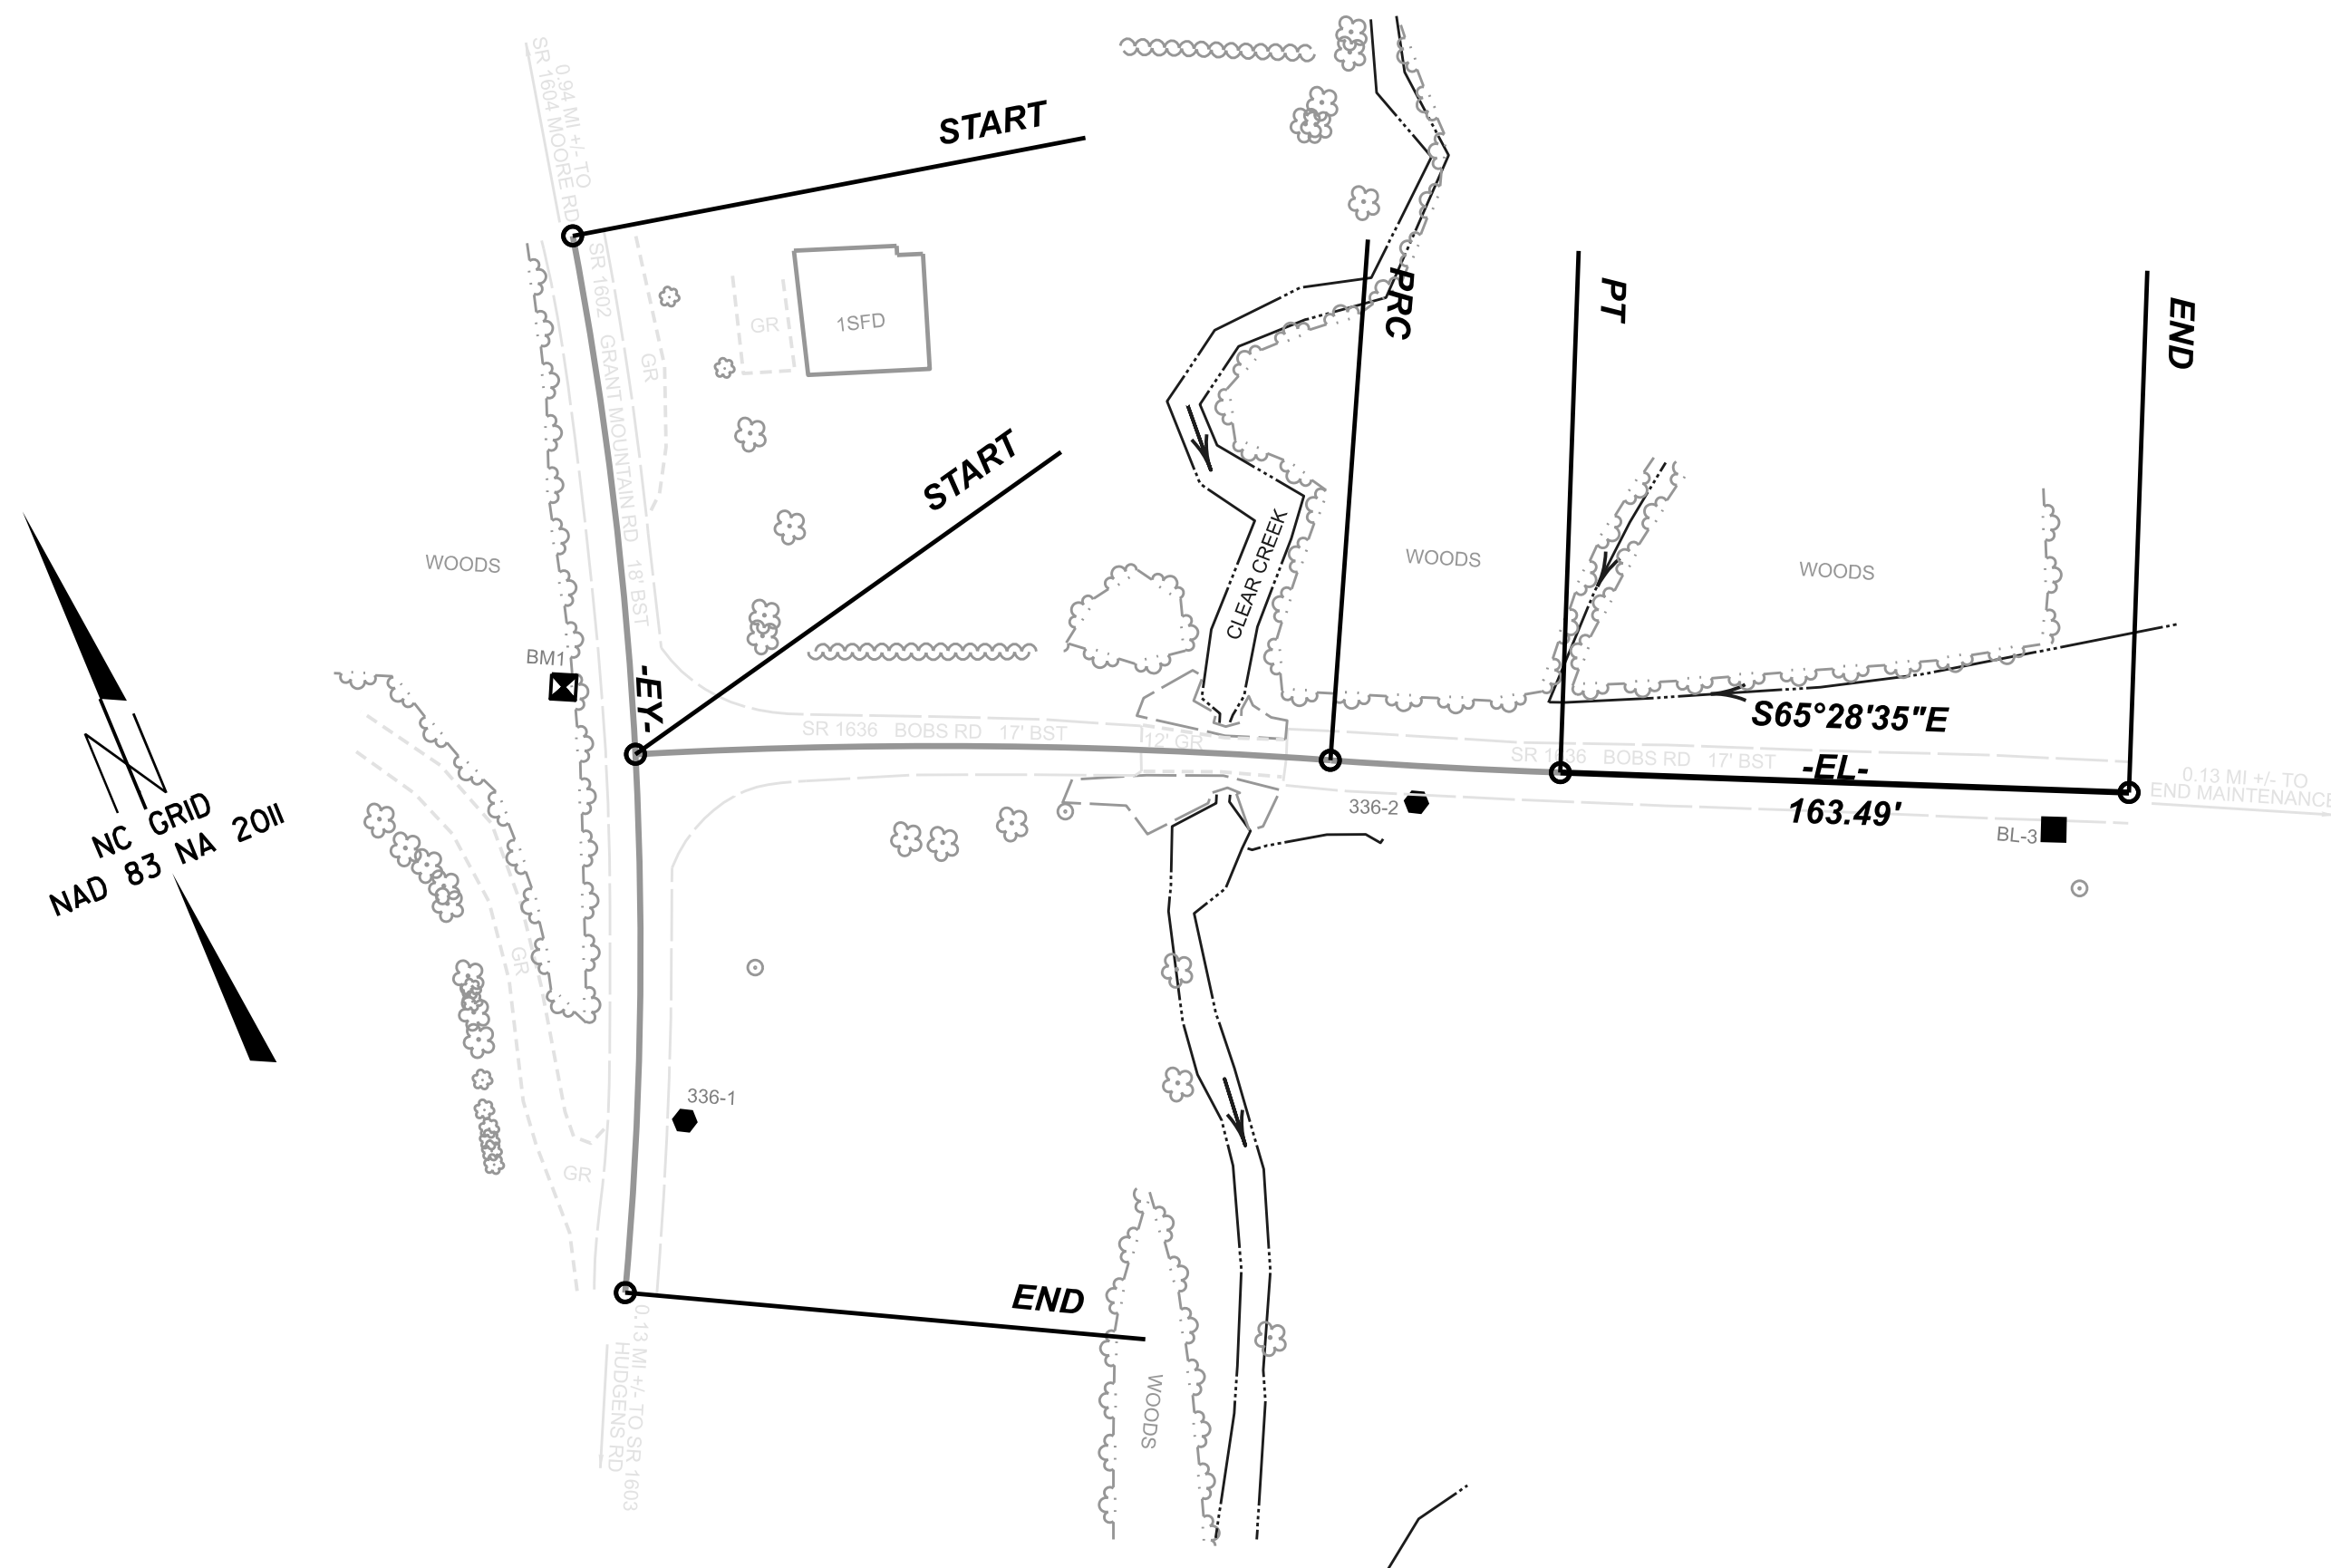 0.94 MI +/- TO
SR 1604 MOORE RD
START
SR 1602 GRANT MOUNTAIN RD 18' BST
GR
GR
1SFD
PRC
PT
END
START
WOODS
CLEAR CREEK
WOODS
WOODS
BM1
-EY-
SR 1636 BOBS RD 17' BST
12' GR
S65°28'35"E
SR 1636 BOBS RD 17' BST
-EL-
163.49'
0.13 MI +/- TO
END MAINTENANCE
336-2
BL-3
NC GRID
NAD 83 NA 2011
GR
336-1
GR
END
0.13 MI +/- TO SR 1603
HUDGENS RD
WOODS